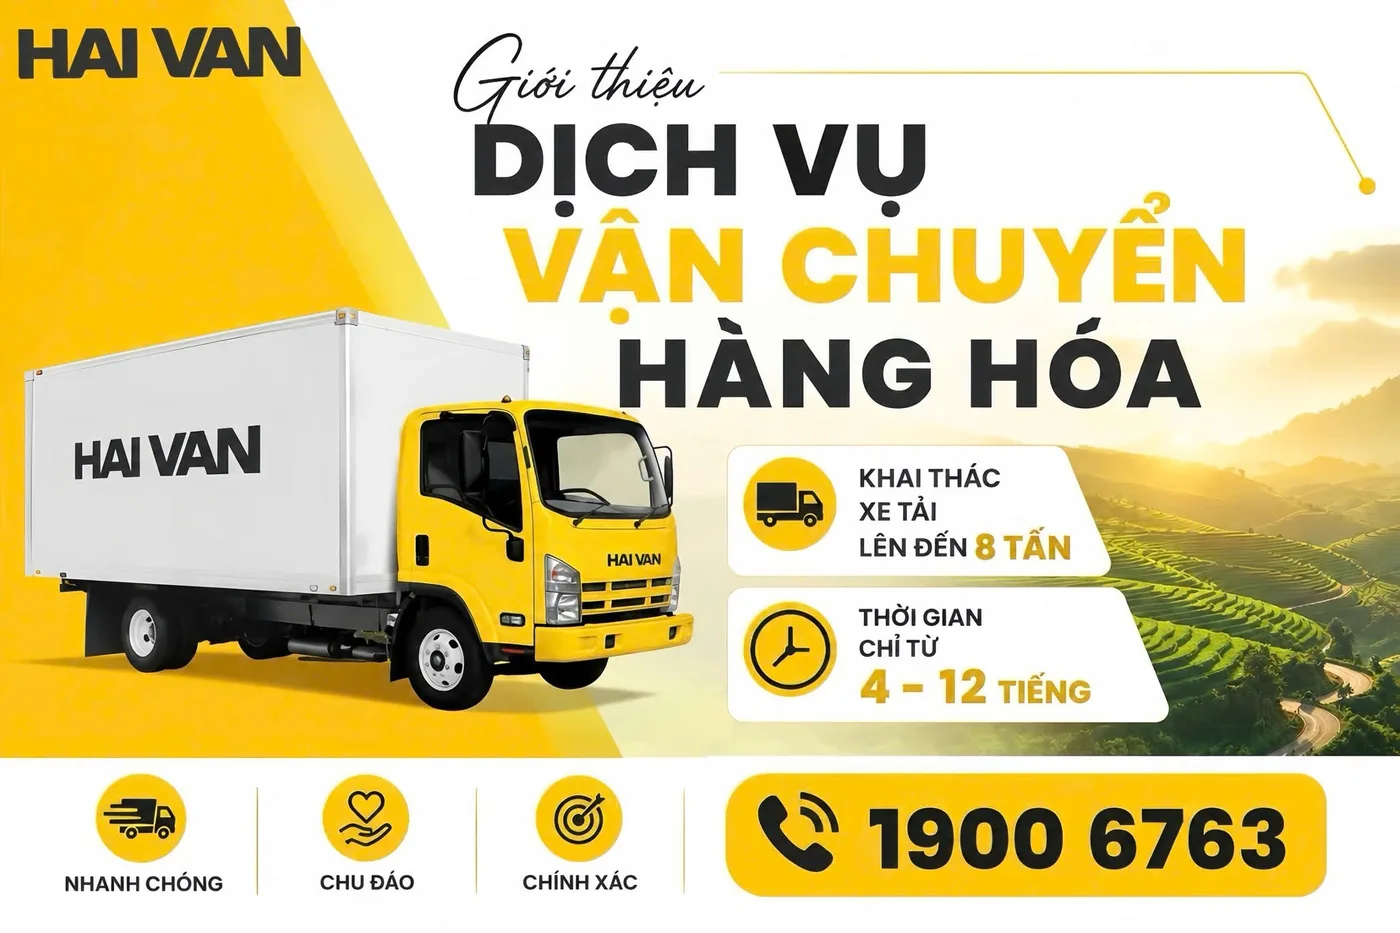 HAI VAN
Giới thiệu
DỊCH VỤ
VẬN CHUYỂN
HÀNG HÓA
HAI VAN
HAI VAN
KHAI THÁC
XE TẢI
LÊN ĐẾN 8 TẤN
THỜI GIAN
CHỈ TỪ
4 - 12 TIẾNG
NHANH CHÓNG
CHU ĐÁO
CHÍNH XÁC
1900 6763